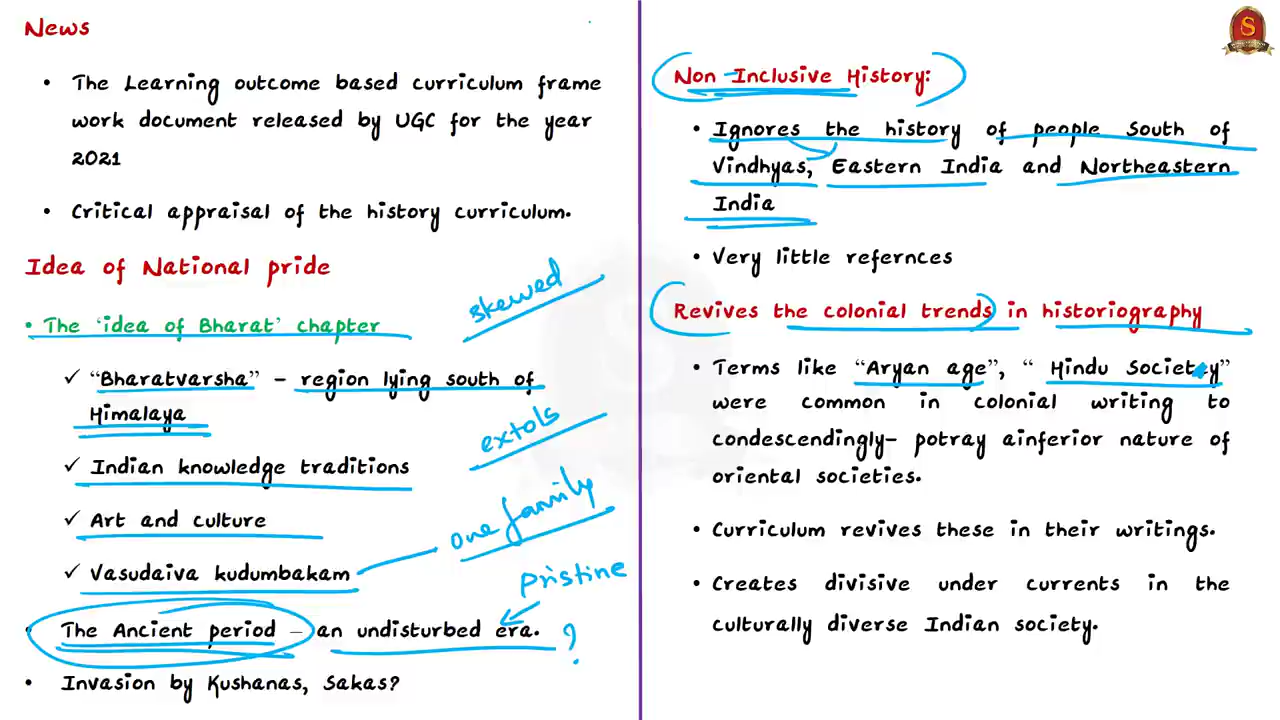 News
• The Learning outcome based curriculum frame
work document released by UGC for the year
2021
• Critical appraisal of the history curriculum.
Idea of National pride
• The 'idea of Bharat' chapter
skewed
✓ "Bharatvarsha" – region lying south of
Himalaya
extols
✓ Indian knowledge traditions
✓ Art and culture
one family
✓ Vasudaiva kudumbakam
pristine
• The Ancient period – an undisturbed era. ?
• Invasion by Kushanas, Sakas?
S
Non-Inclusive History:
• Ignores the history of people South of
Vindhyas, Eastern India and Northeastern
India
• Very little refernces
Revives the colonial trends in historiography
• Terms like "Aryan age", " Hindu Society"
were common in colonial writing to
condescendingly- potray ainferior nature of
oriental societies.
• Curriculum revives these in their writings.
• Creates divisive under currents in the
culturally diverse Indian society.